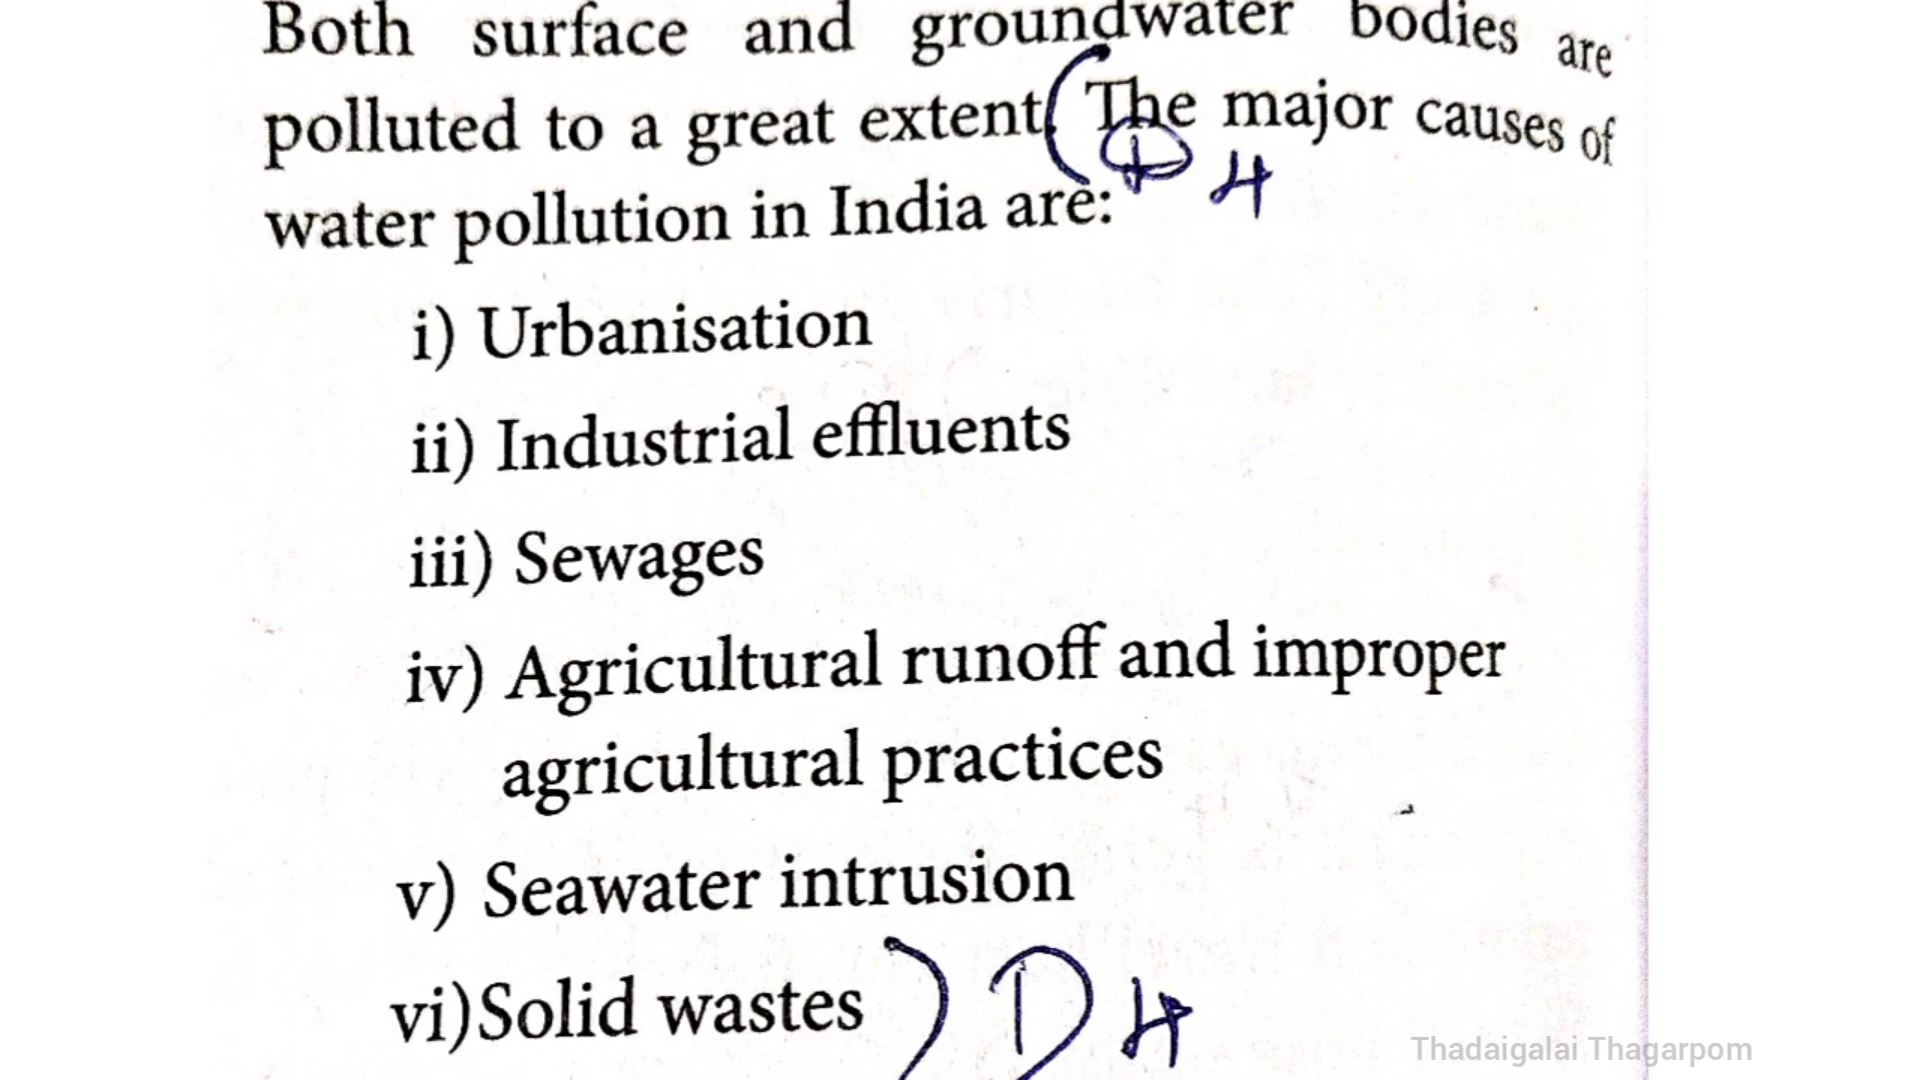 Both surface and groundwater bodies are
polluted to a great extent. The major causes of
D 4
water pollution in India are:
i) Urbanisation
ii) Industrial effluents
iii) Sewages
iv) Agricultural runoff and improper
agricultural practices
v) Seawater intrusion
vi)Solid wastes D 4
Thadaigalai Thagarpom